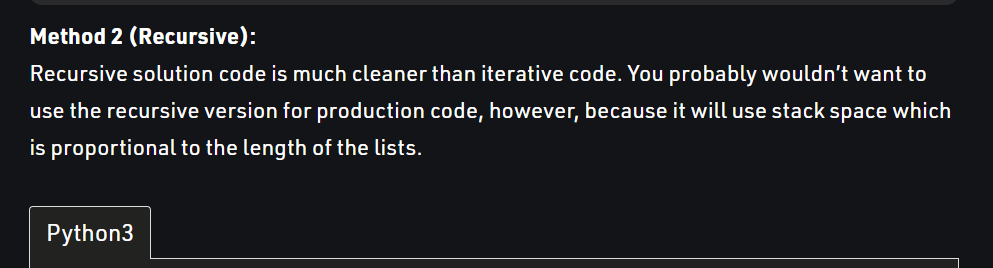 Method 2 (Recursive):
Recursive solution code is much cleaner than iterative code. You probably wouldn’t want to
use the recursive version for production code, however, because it will use stack space which
is proportional to the length of the lists.
Python3